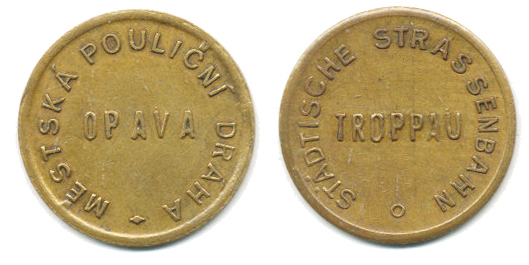 MĚSTSKÁ POULIČNÍ DRÁHA
OPAVA
STÄDTISCHE STRASSENBAHN
TROPPAU